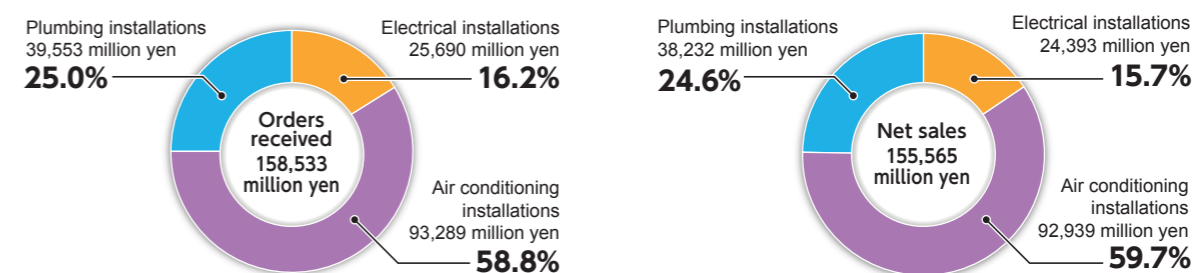 Plumbing installations
39,553 million yen
25.0%
Electrical installations
25,690 million yen
16.2%
Orders
received
158,533
million yen
Air conditioning
installations
93,289 million yen
58.8%
Plumbing installations
38,232 million yen
24.6%
Electrical installations
24,393 million yen
15.7%
Net sales
155,565
million yen
Air conditioning
installations
92,939 million yen
59.7%